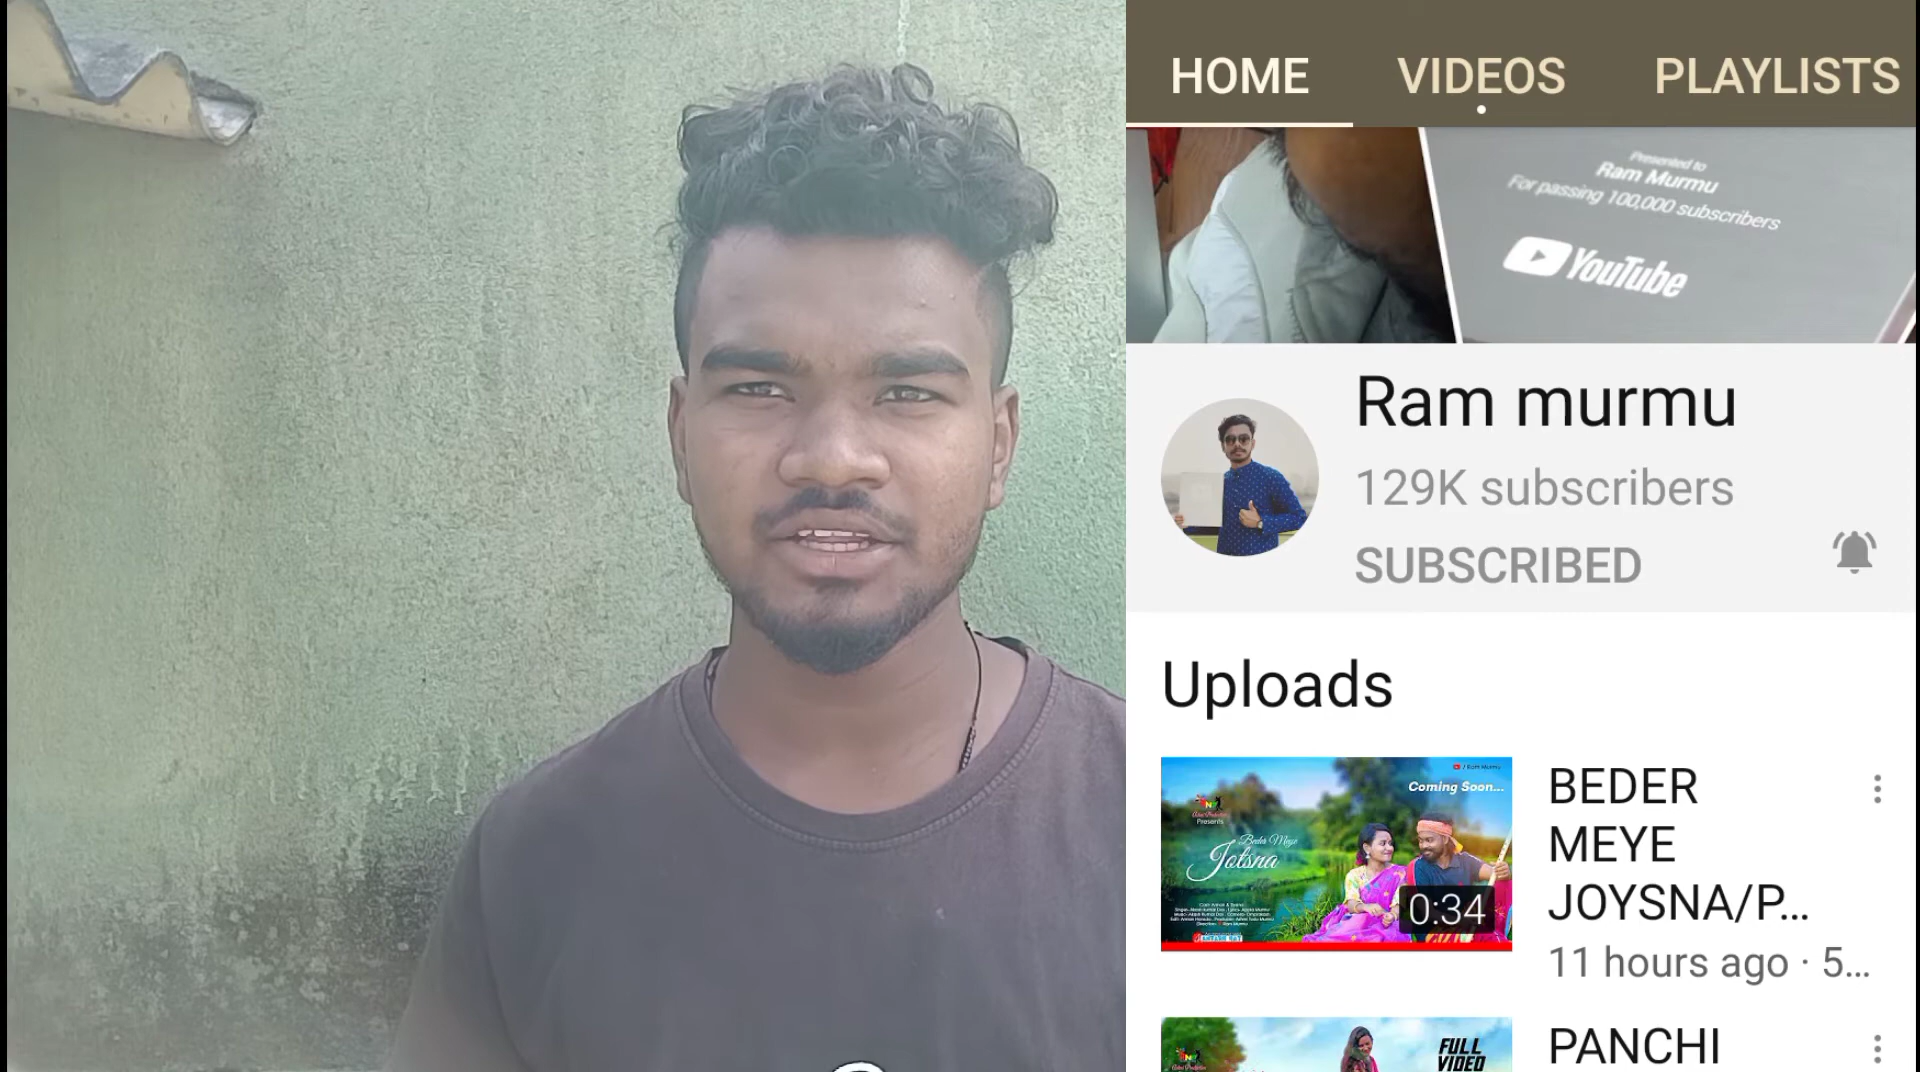 HOME
VIDEOS
PLAYLISTS
Presented to
Ram Murmu
For passing 100,000 subscribers
YouTube
Ram murmu
129K subscribers
SUBSCRIBED
Uploads
Coming Soon...
Presents
Beder Meye
Jotsna
0:34
BEDER
MEYE
JOYSNA/P...
11 hours ago · 5...
FULL
VIDEO
PANCHI